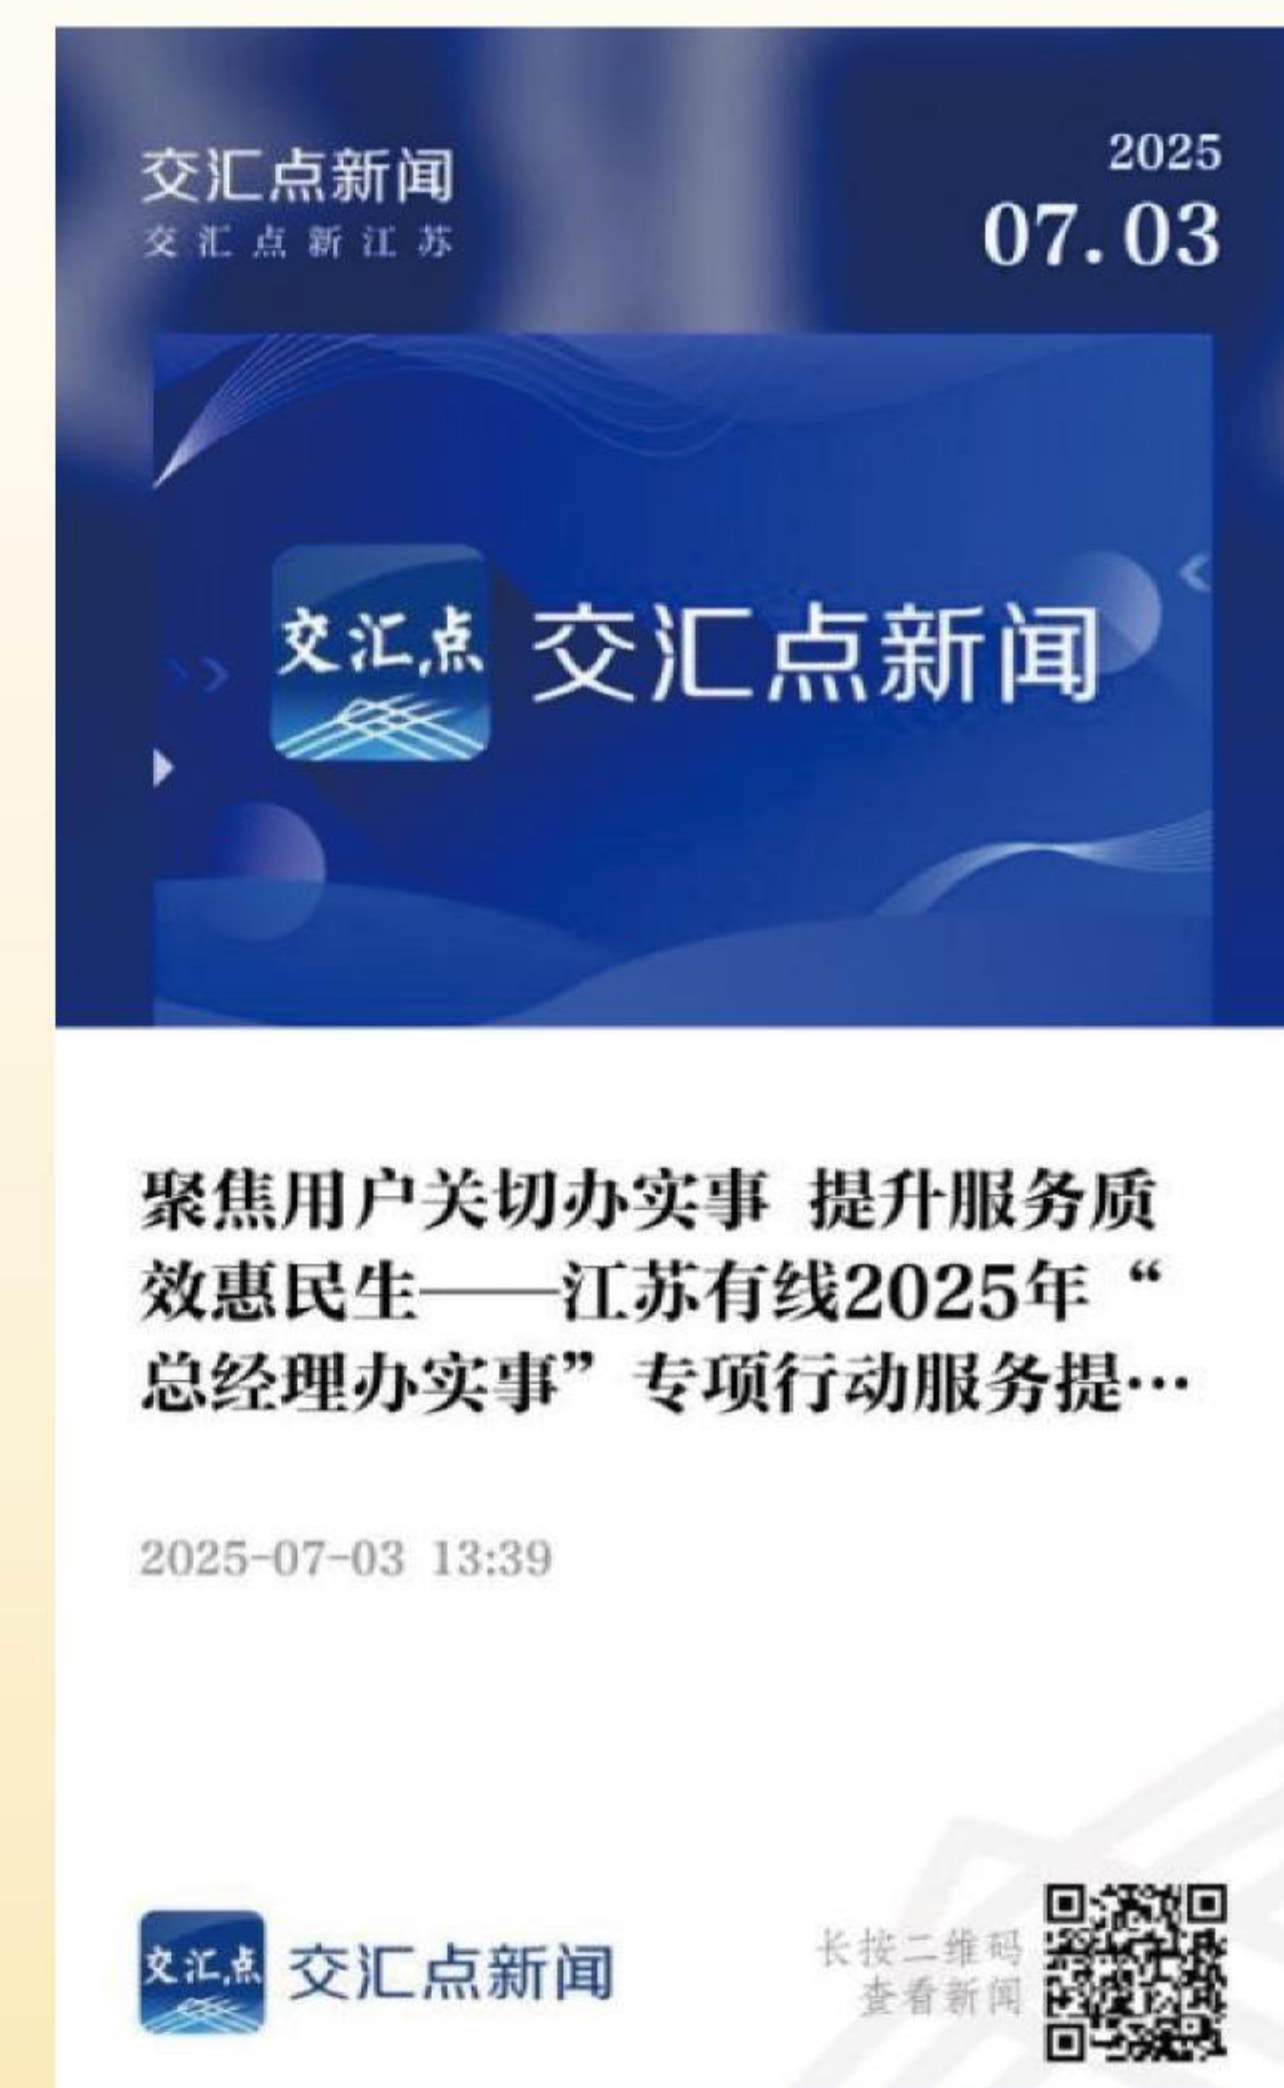 交汇点新闻
交汇点新江苏
2025
07.03
交汇点
交汇点新闻
聚焦用户关切办实事 提升服务质
效惠民生——江苏有线2025年“
总经理办实事”专项行动服务提…
2025-07-03 13:39
交汇点
交汇点新闻
长按二维码
查看新闻